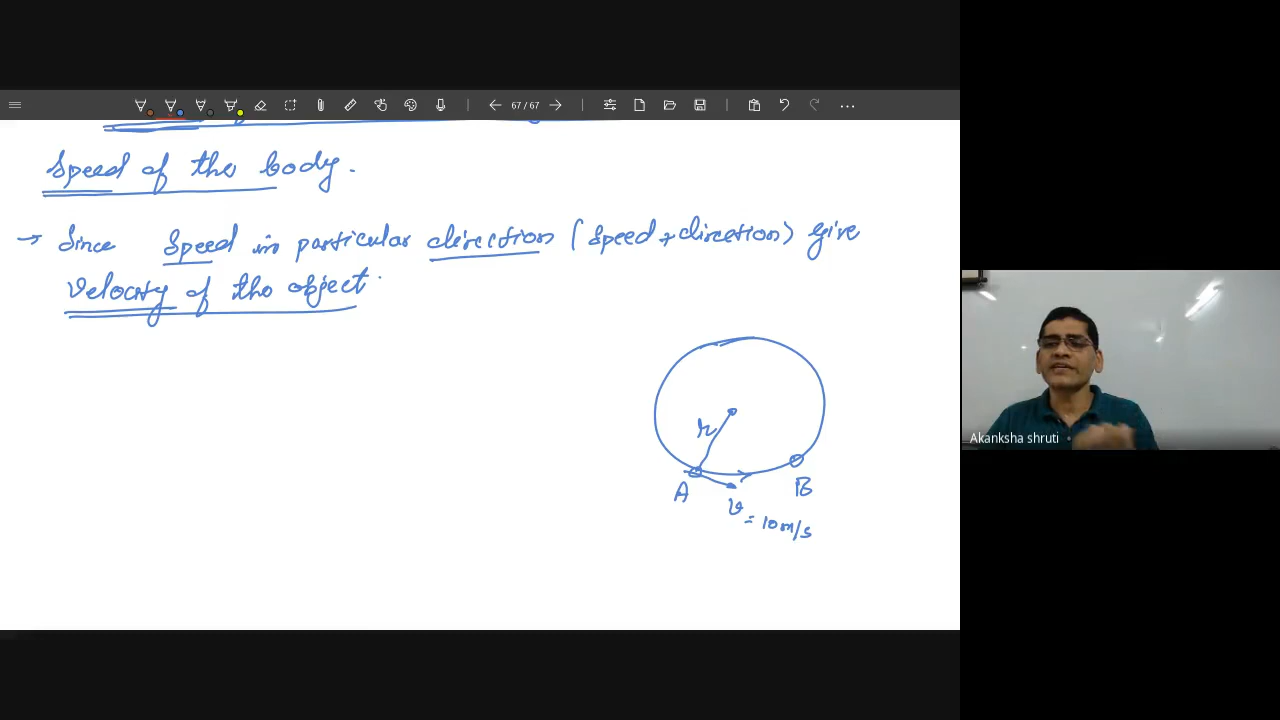 67/67
Speed of the body.
→ Since Speed in particular direction (Speed + direction) give
Velocity of the object.
r
A
B
v
= 10 m/s
Akanksha shruti